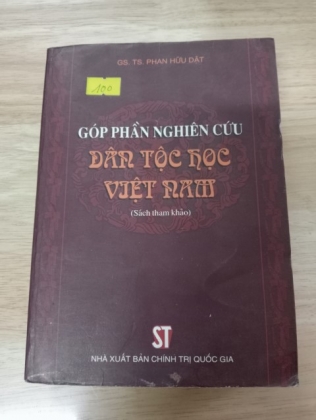 GS. TS. PHAN HỮU DẬT
100
GÓP PHẦN NGHIÊN CỨU
DÂN TỘC HỌC
VIỆT NAM
(Sách tham khảo)
ST
NHÀ XUẤT BẢN CHÍNH TRỊ QUỐC GIA